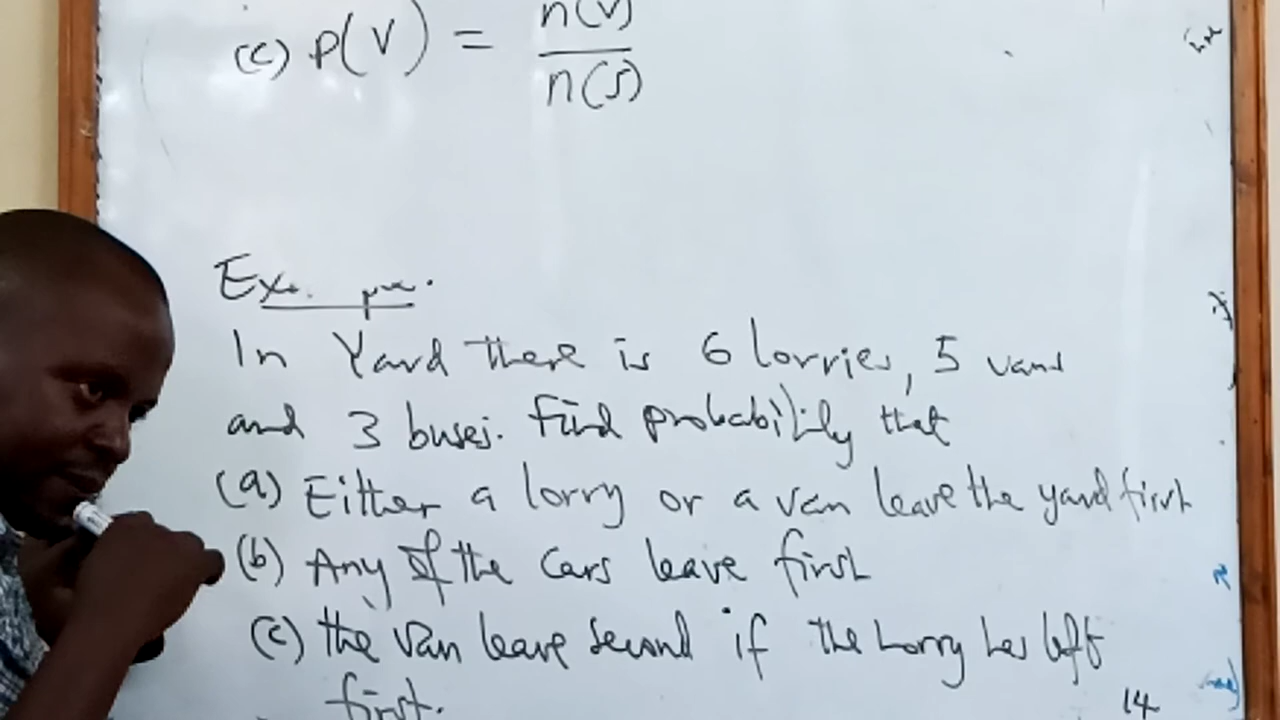 (c) P(V) = n(V)
n(S)
In Yard there is 6 lorries, 5 vans
and 3 buses. Find probability that
(a) Either a lorry or a van leave the yard first
(b) Any of the cars leave first
(c) the van leave second if the Lorry has left
first.
14